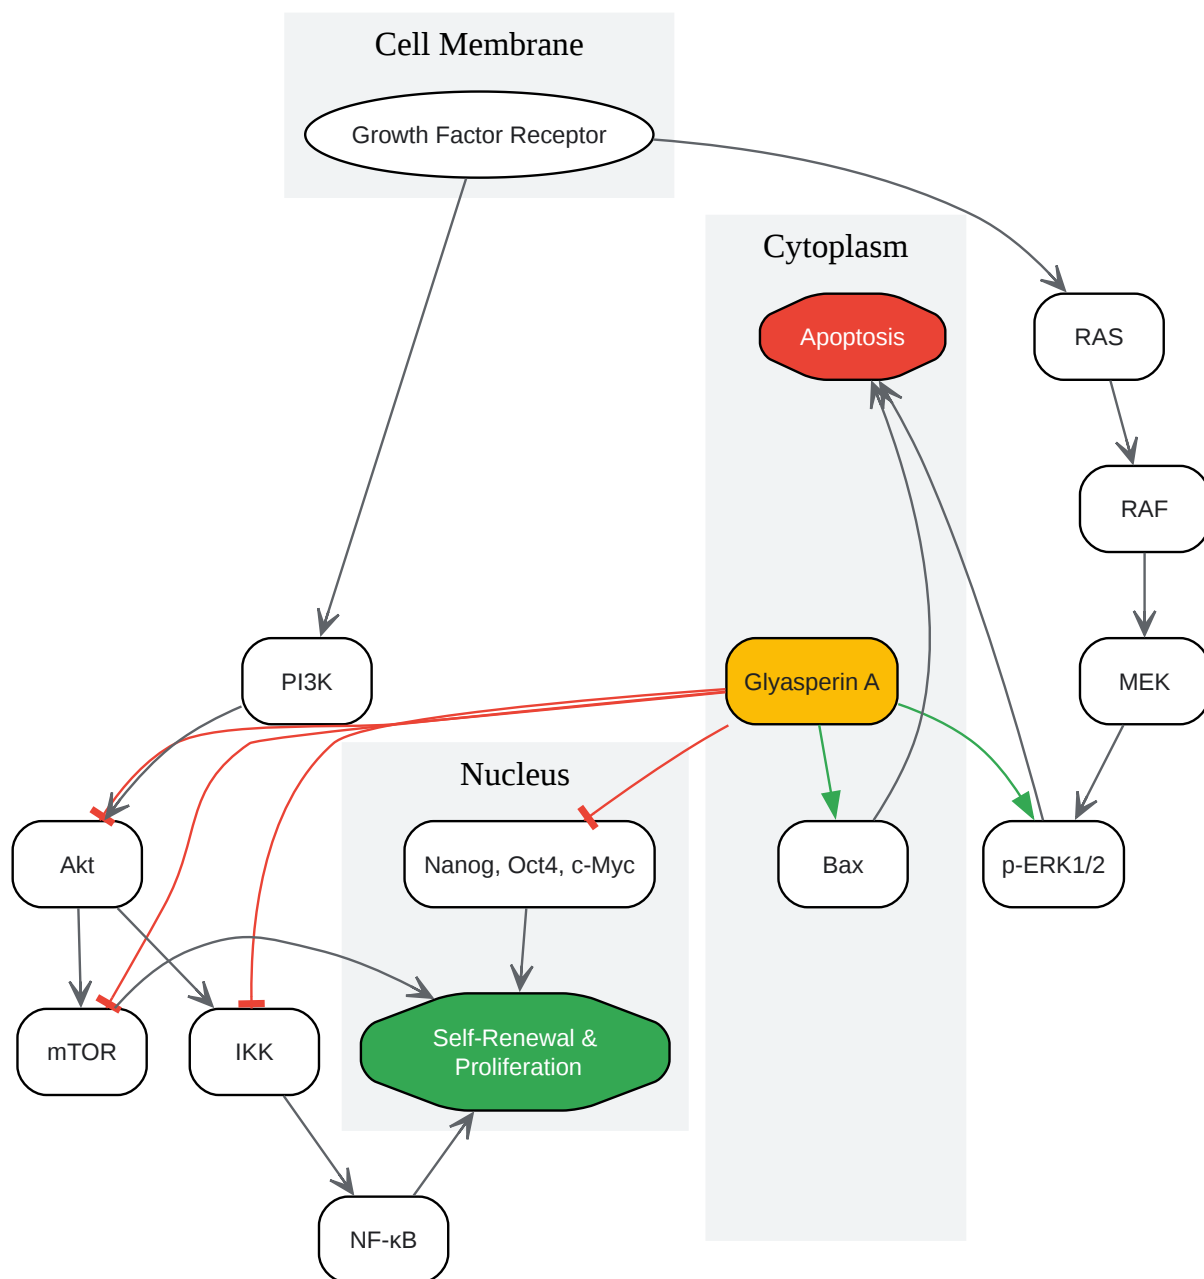 Cell Membrane
Growth Factor Receptor
Cytoplasm
Apoptosis
RAS
RAF
PI3K
Glyasperin A
MEK
Nucleus
Akt
Nanog, Oct4, c-Myc
Bax
p-ERK1/2
mTOR
IKK
Self-Renewal &
Proliferation
NF-κB